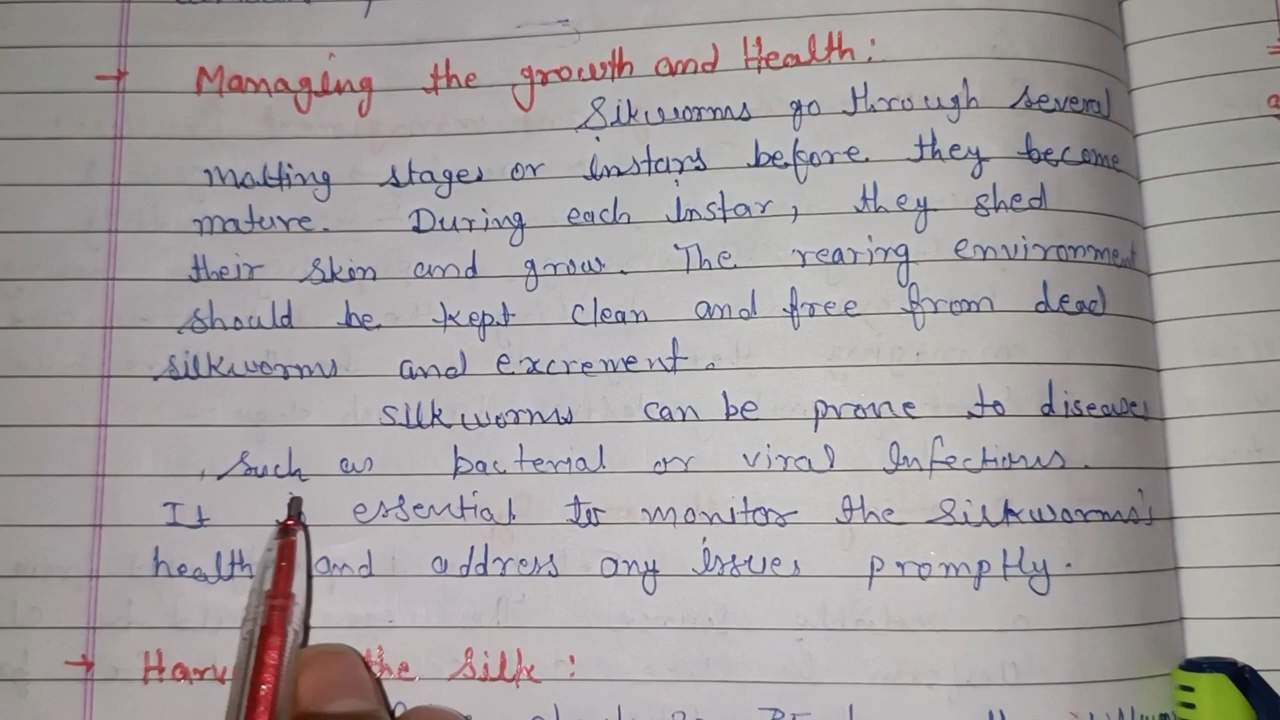 → Managing the growth and Health:
Silkworms go through several
malting stages or instars before they become
mature. During each instar, they shed
their skin and grow. The rearing environment
should be kept clean and free from dead
silkworms and excrement.
silkworms can be prone to diseases
such as bacterial or viral Infections.
It essential to monitor the silkworms's
health and address any issues promptly.
→ the Silk: